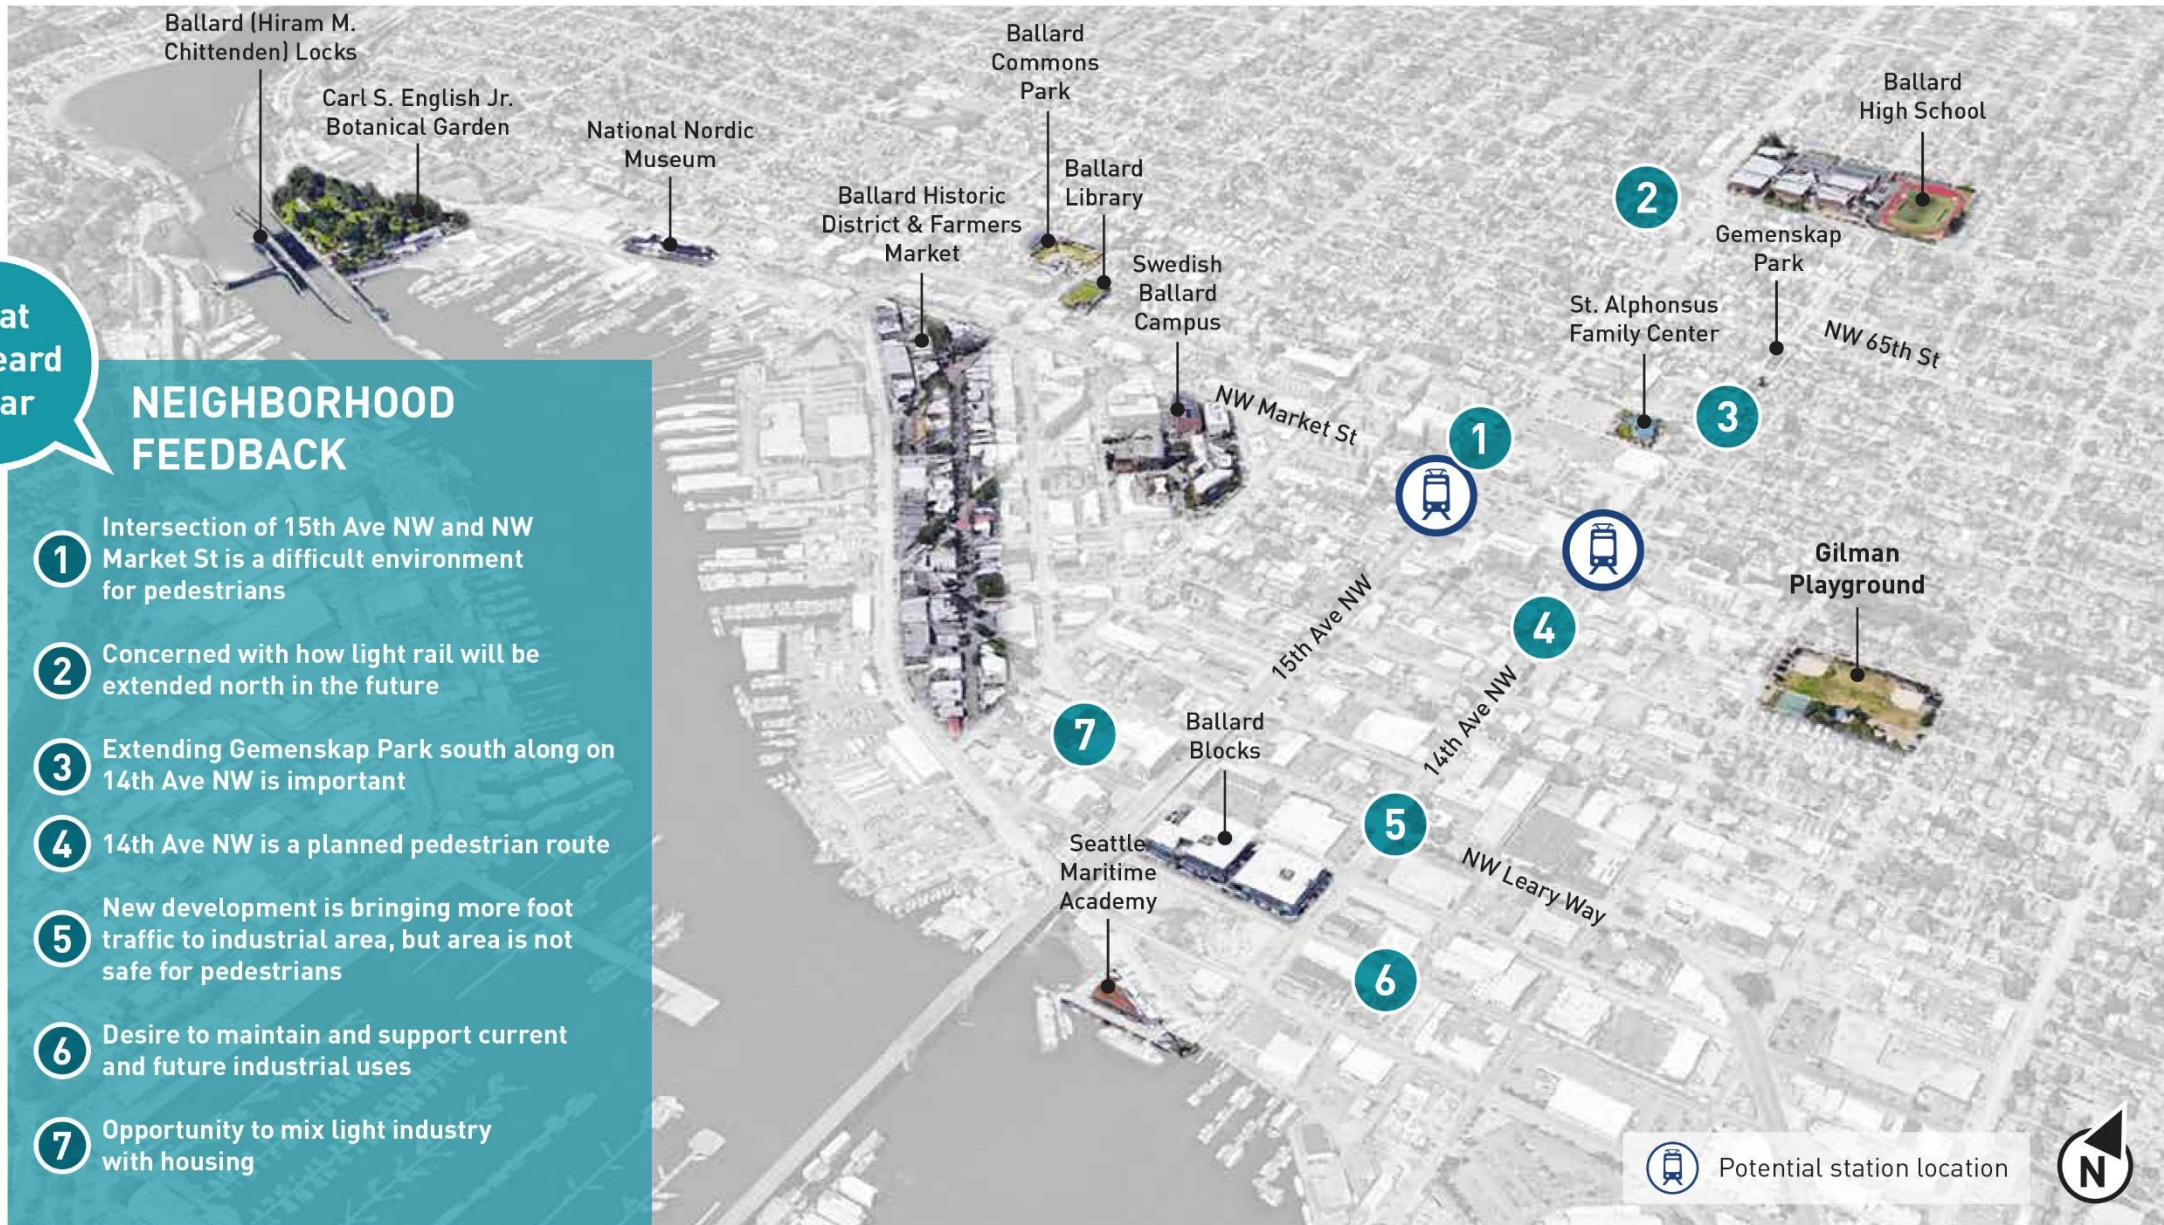 Ballard (Hiram M.
Chittenden) Locks
Carl S. English Jr.
Botanical Garden
National Nordic
Museum
Ballard Historic
District & Farmers
Market
Ballard
Commons
Park
Ballard
Library
Swedish
Ballard
Campus
Ballard
High School
Gemenskap
Park
St. Alphonsus
Family Center
NW 65th St
NW Market St
2
3
1
15th Ave NW
4
14th Ave NW
Gilman
Playground
7
Ballard
Blocks
5
NW Leary Way
Seattle
Maritime
Academy
6
at
eard
ar
NEIGHBORHOOD
FEEDBACK
1
Intersection of 15th Ave NW and NW
Market St is a difficult environment
for pedestrians
2
Concerned with how light rail will be
extended north in the future
3
Extending Gemenskap Park south along on
14th Ave NW is important
4
14th Ave NW is a planned pedestrian route
5
New development is bringing more foot
traffic to industrial area, but area is not
safe for pedestrians
6
Desire to maintain and support current
and future industrial uses
7
Opportunity to mix light industry
with housing
Potential station location
N